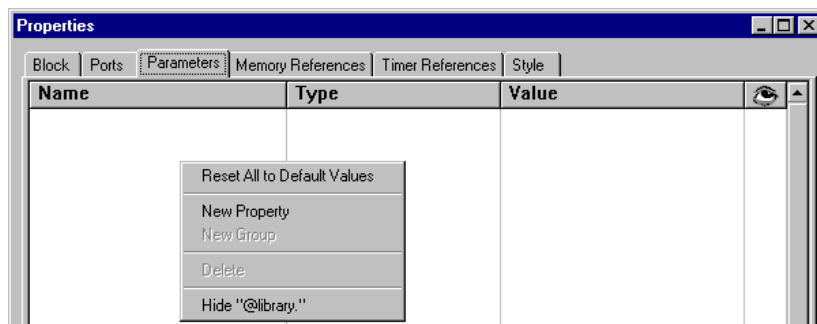 Properties
Block Ports Parameters Memory References Timer References Style
Name Type Value
Reset All to Default Values
New Property
New Group
Delete
Hide "@library."